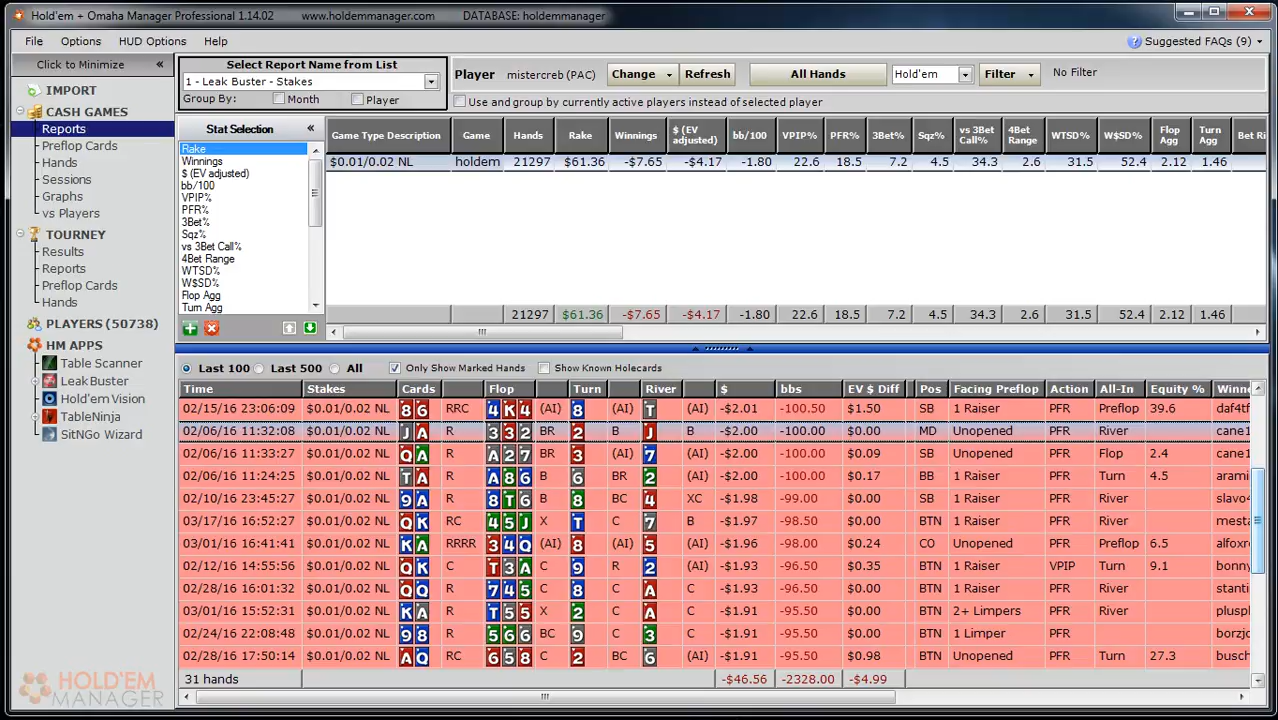 Hold'em + Omaha Manager Professional 1.14.02 www.holdemmanager.com DATABASE: holdemmanager
File Options HUD Options Help Suggested FAQs (9)
Click to Minimize «
IMPORT
CASH GAMES
Reports
Playedup Cards
Hands
Sessions
Graphs
vs Players
TOURNEY
Results
Reports
Playedup Cards
Hands
PLAYERS (50738)
HM APPS
Table Scanner
LeakBuster
Hold'em Vision
TableNinja
SitNGo Wizard
HOLD'EM
MANAGER
Select Report Name from List
1 - Leak Buster - Stakes
Group By: Month Player
Player mistercreb (PAC) Change Refresh All Hands Hold'em Filter No Filter
Use and group by currently active players instead of selected player
Stat Selection «
Rake
Winnings
$ (EV adjusted)
bb/100
VPIP%
PFR%
3Bet%
Sqz%
vs 3Bet Call%
4Bet Range
WTSD%
W$SD%
Flop Agg
Turn Agg
Game Type Description Game Hands Rake Winnings $ (EV adjusted) bb/100 VPIP% PFR% 3Bet% Sqz% vs 3Bet Call% 4Bet Range WTSD% W$SD% Flop Agg Turn Agg Bet Ri
$0.01/0.02 NL holdem 21297 $61.36 -$7.65 -$4.17 -1.80 22.6 18.5 7.2 4.5 34.3 2.6 31.5 52.4 2.12 1.46
21297 $61.36 -$7.65 -$4.17 -1.80 22.6 18.5 7.2 4.5 34.3 2.6 31.5 52.4 2.12 1.46
Last 100 Last 500 All Only Show Marked Hands Show Known Holecards
Time Stakes Cards Flop Turn River $ bbs EV $ Diff Pos Facing Preflop Action All-In Equity % Winne
02/15/16 23:06:09 $0.01/0.02 NL 8 6 RRC 4 K 4 (AI) 8 T (AI) -$2.01 -100.50 $1.50 SB 1 Raiser PFR Preflop 39.6 daf4tf
02/06/16 11:32:08 $0.01/0.02 NL J A R 3 3 2 BR 2 B J B -$2.00 -100.00 $0.00 MD Unopened PFR River cane1
02/06/16 11:33:27 $0.01/0.02 NL Q A R A 2 7 BR 3 (AI) 7 (AI) -$2.00 -100.00 $0.09 SB Unopened PFR Flop 2.4 cane1
02/06/16 11:24:25 $0.01/0.02 NL T A R A 8 6 B 6 BR 2 (AI) -$2.00 -100.00 $0.17 BB 1 Raiser PFR Turn 4.5 arami
02/10/16 23:45:27 $0.01/0.02 NL 9 A R 8 T 6 B 8 BC 4 XC -$1.98 -99.00 $0.00 SB 1 Raiser PFR River slavo
03/17/16 16:52:27 $0.01/0.02 NL Q K RC 4 5 J X T C 7 B -$1.97 -98.50 $0.00 BTN 1 Raiser PFR River mesta
03/01/16 16:41:41 $0.01/0.02 NL K A RRRR 3 4 Q (AI) 8 (AI) 5 (AI) -$1.96 -98.00 $0.24 CO Unopened PFR Preflop 6.5 alfox
02/12/16 14:55:56 $0.01/0.02 NL Q K C T 3 A C 9 R 2 (AI) -$1.93 -96.50 $0.35 BTN 1 Raiser VPIP Turn 9.1 bonny
02/28/16 16:01:32 $0.01/0.02 NL Q Q R 7 4 5 C 8 C A C -$1.93 -96.50 $0.00 BTN 1 Raiser PFR River stanti
03/01/16 15:52:31 $0.01/0.02 NL K A R T 5 5 X 2 C A C -$1.91 -95.50 $0.00 BTN 2+ Limpers PFR River plusp
02/24/16 22:08:48 $0.01/0.02 NL 9 8 R 5 6 6 BC 9 C 3 C -$1.91 -95.50 $0.00 BTN 1 Limper PFR River borzj
02/28/16 17:50:14 $0.01/0.02 NL A Q RC 6 5 8 C 2 BC 6 (AI) -$1.91 -95.50 $0.98 BTN Unopened PFR Turn 27.3 busch
31 hands -$46.56 -2328.00 -$4.99